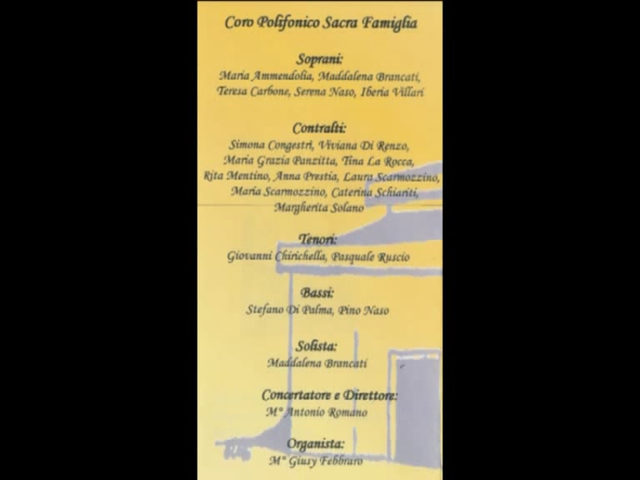 Coro Polifonico Sacra Famiglia
Soprani:
Maria Ammendolia, Maddalena Brancati,
Teresa Carbone, Serena Naso, Iberia Villari
Contralti:
Simona Congestrì, Viviana Di Renzo,
Maria Grazia Panzitta, Tina La Rocca,
Rita Mentino, Anna Prestia, Laura Scarmozzino,
Maria Scarmozzino, Caterina Schiariti,
Margherita Solano
Tenori:
Giovanni Chirichella, Pasquale Ruscio
Bassi:
Stefano Di Palma, Pino Naso
Solista:
Maddalena Brancati
Concertatore e Direttore:
M° Antonio Romano
Organista:
M° Giusy Febbraro